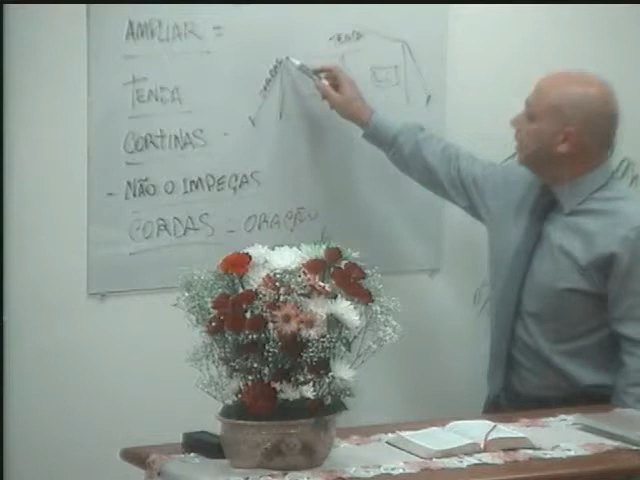 AMPLIAR =
TENDA
TENDA
CORTINAS -
- NÃO O IMPEÇAS
CORDAS = ORAÇÃO